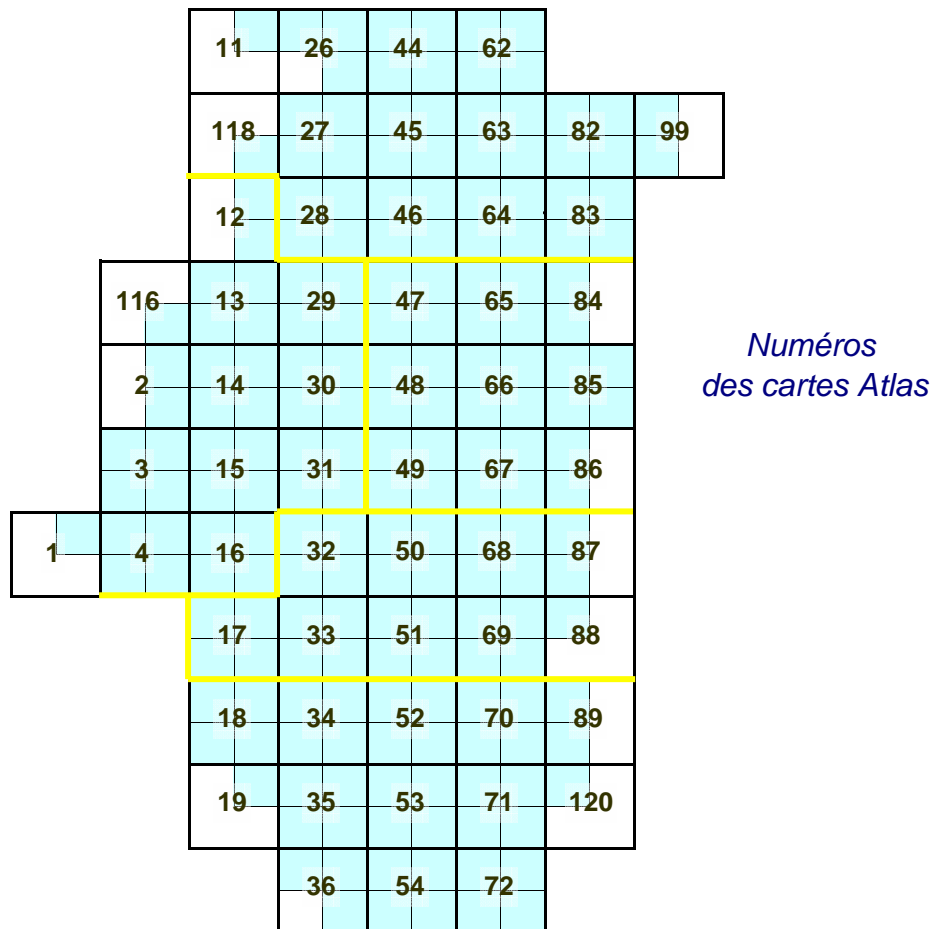 11 26 44 62
118 27 45 63 82 99
12 28 46 64 83
116 13 29 47 65 84
2 14 30 48 66 85
3 15 31 49 67 86
1 4 16 32 50 68 87
17 33 51 69 88
18 34 52 70 89
19 35 53 71 120
36 54 72
Numéros
des cartes Atlas